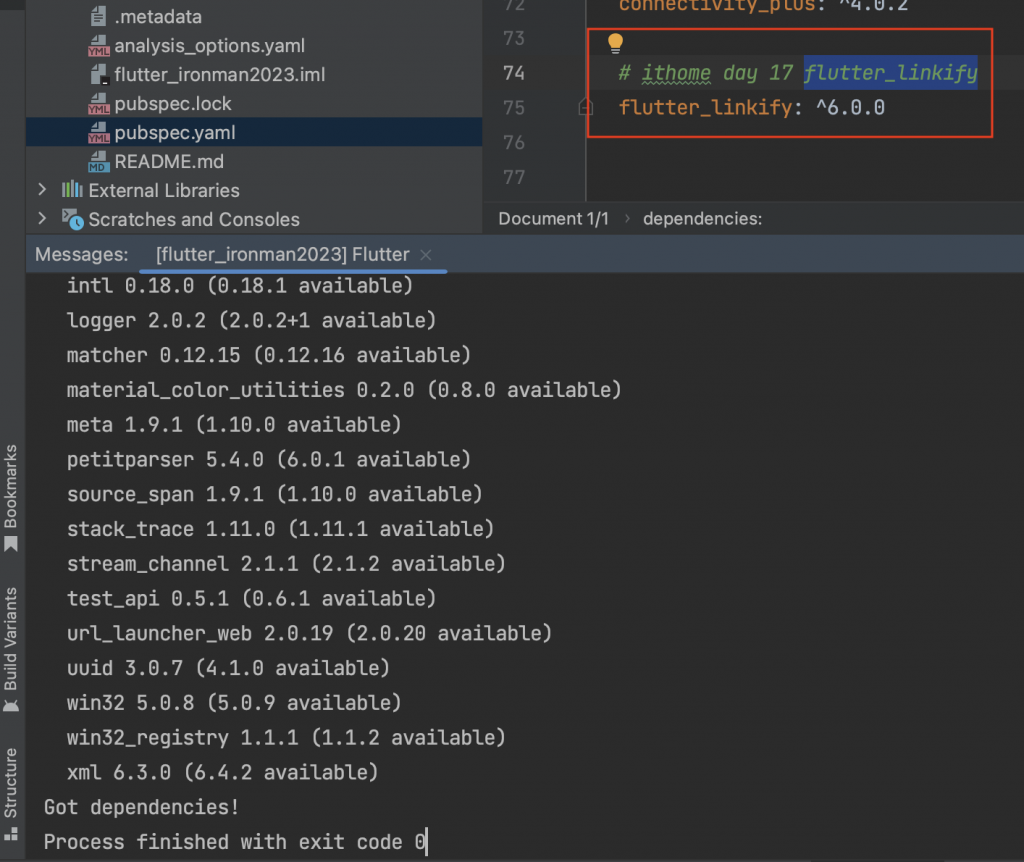 .metadata
YML analysis_options.yaml
flutter_ironman2023.iml
YML pubspec.lock
YML pubspec.yaml
MD README.md
External Libraries
Scratches and Consoles
72 connectivity_plus: ^4.0.2
73
74 # ithome day 17 flutter_linkify
75 flutter_linkify: ^6.0.0
76
77
Document 1/1 › dependencies:
Messages: [flutter_ironman2023] Flutter ×
intl 0.18.0 (0.18.1 available)
logger 2.0.2 (2.0.2+1 available)
matcher 0.12.15 (0.12.16 available)
material_color_utilities 0.2.0 (0.8.0 available)
meta 1.9.1 (1.10.0 available)
petitparser 5.4.0 (6.0.1 available)
source_span 1.9.1 (1.10.0 available)
stack_trace 1.11.0 (1.11.1 available)
stream_channel 2.1.1 (2.1.2 available)
test_api 0.5.1 (0.6.1 available)
url_launcher_web 2.0.19 (2.0.20 available)
uuid 3.0.7 (4.1.0 available)
win32 5.0.8 (5.0.9 available)
win32_registry 1.1.1 (1.1.2 available)
xml 6.3.0 (6.4.2 available)
Got dependencies!
Process finished with exit code 0
Bookmarks
Build Variants
Structure